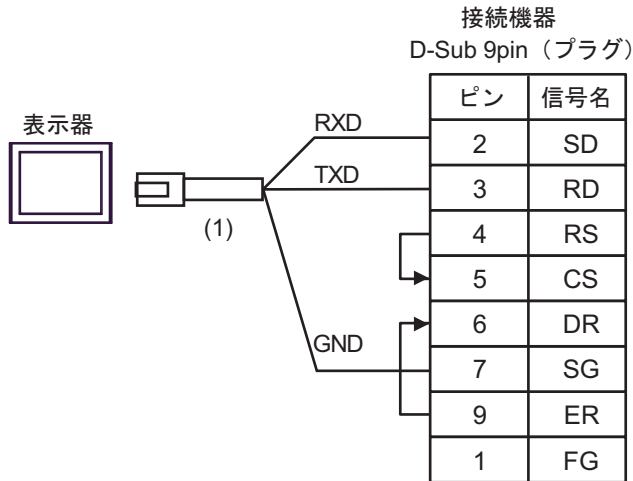 接続機器
D-Sub 9pin（プラグ）
ピン 信号名
表示器
RXD 2 SD
TXD 3 RD
(1)
4 RS
5 CS
6 DR
GND
7 SG
9 ER
1 FG